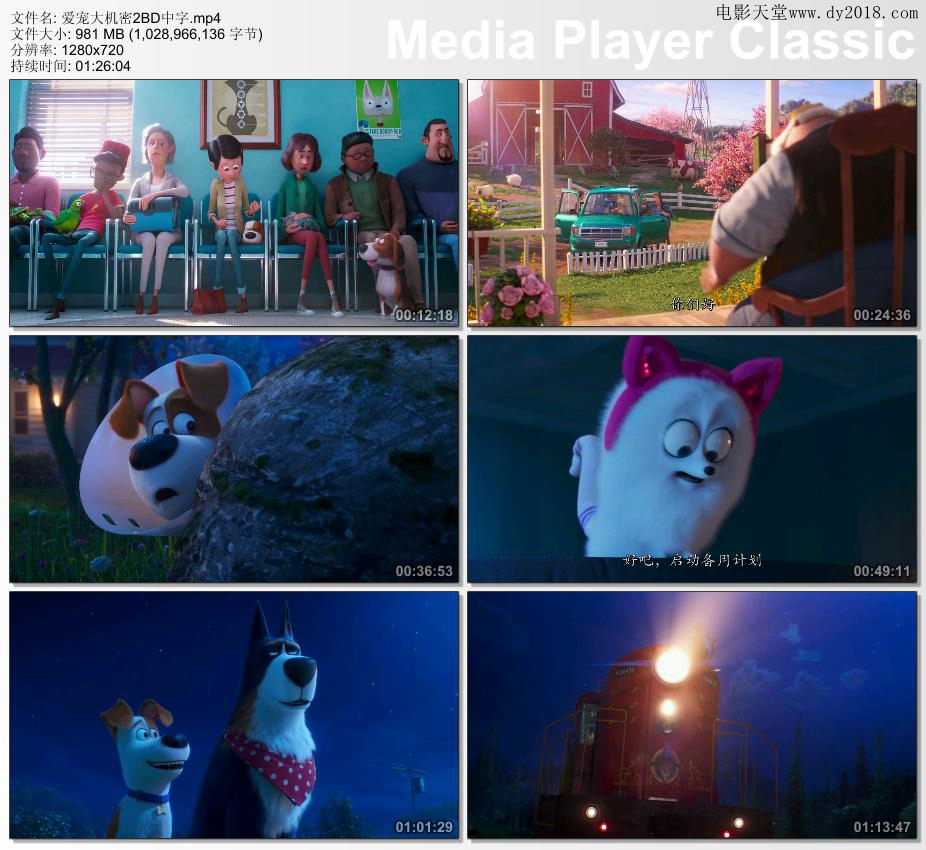 文件名: 爱宠大机密2BD中字.mp4
文件大小: 981 MB (1,028,966,136 字节)
分辨率: 1280x720
持续时间: 01:26:04
电影天堂www.dy2018.com
Media Player Classic
00:12:18
你们好
00:24:36
00:36:53
好吧，启动备用计划
00:49:11
01:01:29
01:13:47